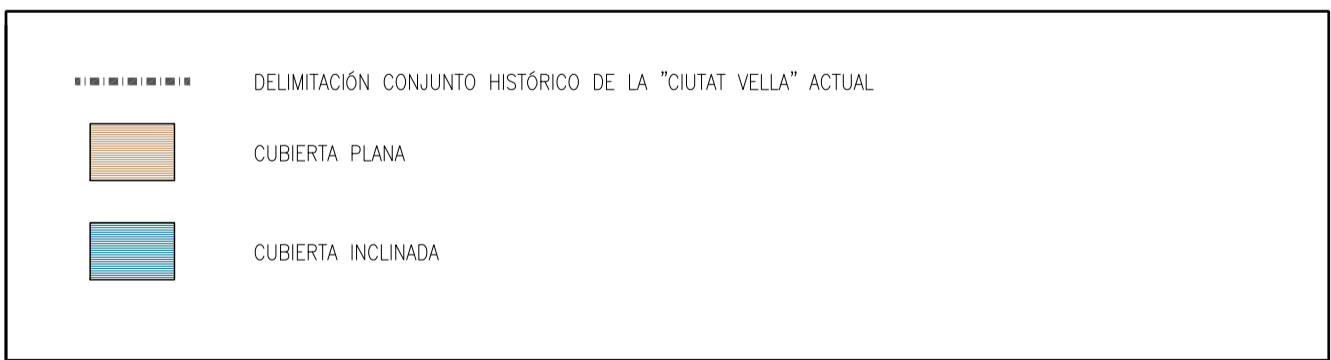 DELIMITACIÓN CONJUNTO HISTÓRICO DE LA "CIUTAT VELLA" ACTUAL
CUBIERTA PLANA
CUBIERTA INCLINADA